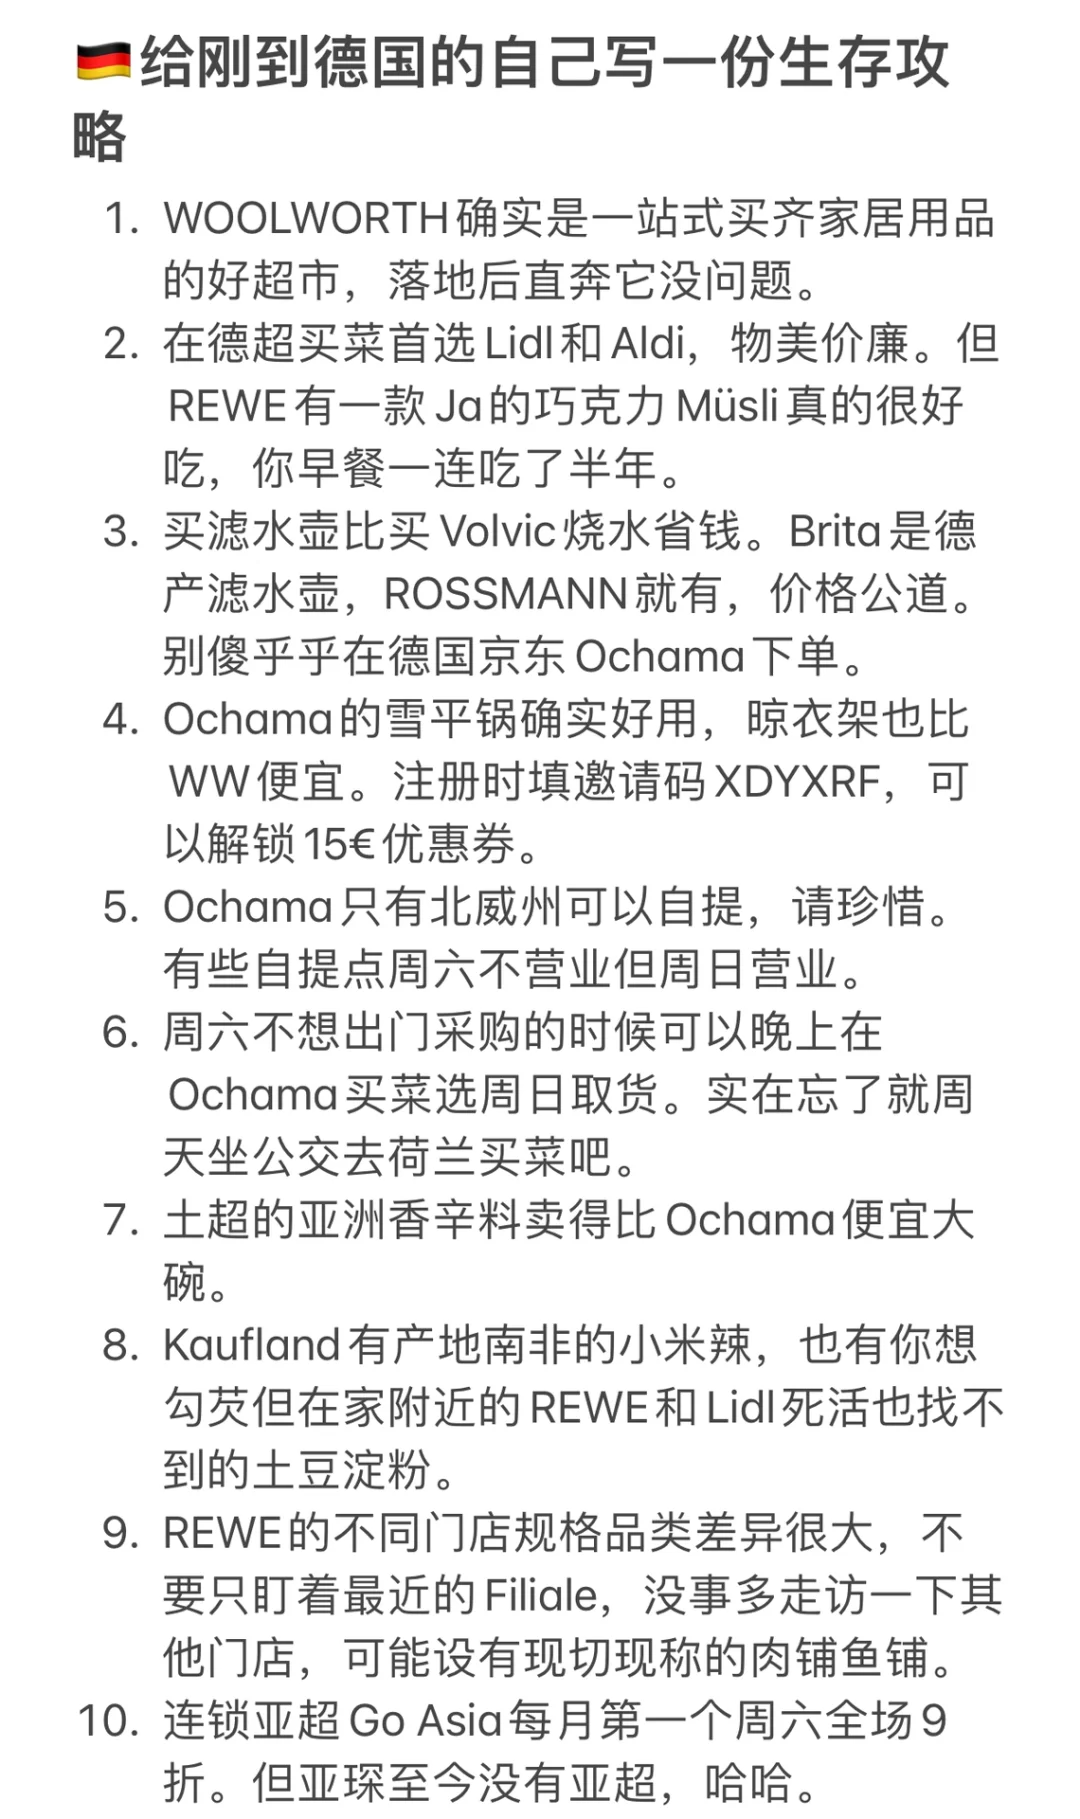 🇩🇪给刚到德国的自己写一份生存攻
略
1. WOOLWORTH确实是一站式买齐家居用品
的好超市，落地后直奔它没问题。
2. 在德超买菜首选Lidl和Aldi，物美价廉。但
REWE有一款Ja的巧克力Müsli真的很好
吃，你早餐一连吃了半年。
3. 买滤水壶比买Volvic烧水省钱。Brita是德
产滤水壶，ROSSMANN就有，价格公道。
别傻乎乎在德国京东Ochama下单。
4. Ochama的雪平锅确实好用，晾衣架也比
WW便宜。注册时填邀请码XDYXRF，可
以解锁15€优惠券。
5. Ochama只有北威州可以自提，请珍惜。
有些自提点周六不营业但周日营业。
6. 周六不想出门采购的时候可以晚上在
Ochama买菜选周日取货。实在忘了就周
天坐公交去荷兰买菜吧。
7. 土超的亚洲香辛料卖得比Ochama便宜大
碗。
8. Kaufland有产地南非的小米辣，也有你想
勾芡但在家附近的REWE和Lidl死活也找不
到的土豆淀粉。
9. REWE的不同门店规格品类差异很大，不
要只盯着最近的Filiale，没事多走访一下其
他门店，可能设有现切现称的肉铺鱼铺。
10. 连锁亚超Go Asia每月第一个周六全场9
折。但亚琛至今没有亚超，哈哈。